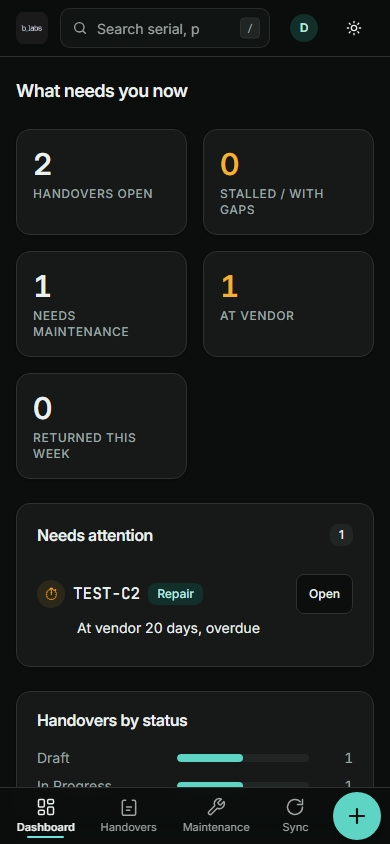 b_labs
Search serial, p
/
D
What needs you now
2
HANDOVERS OPEN
0
STALLED / WITH
GAPS
1
NEEDS
MAINTENANCE
1
AT VENDOR
0
RETURNED THIS
WEEK
Needs attention
1
TEST-C2
Repair
Open
At vendor 20 days, overdue
Handovers by status
Draft
1
In Progress
1
Dashboard
Handovers
Maintenance
Sync
+